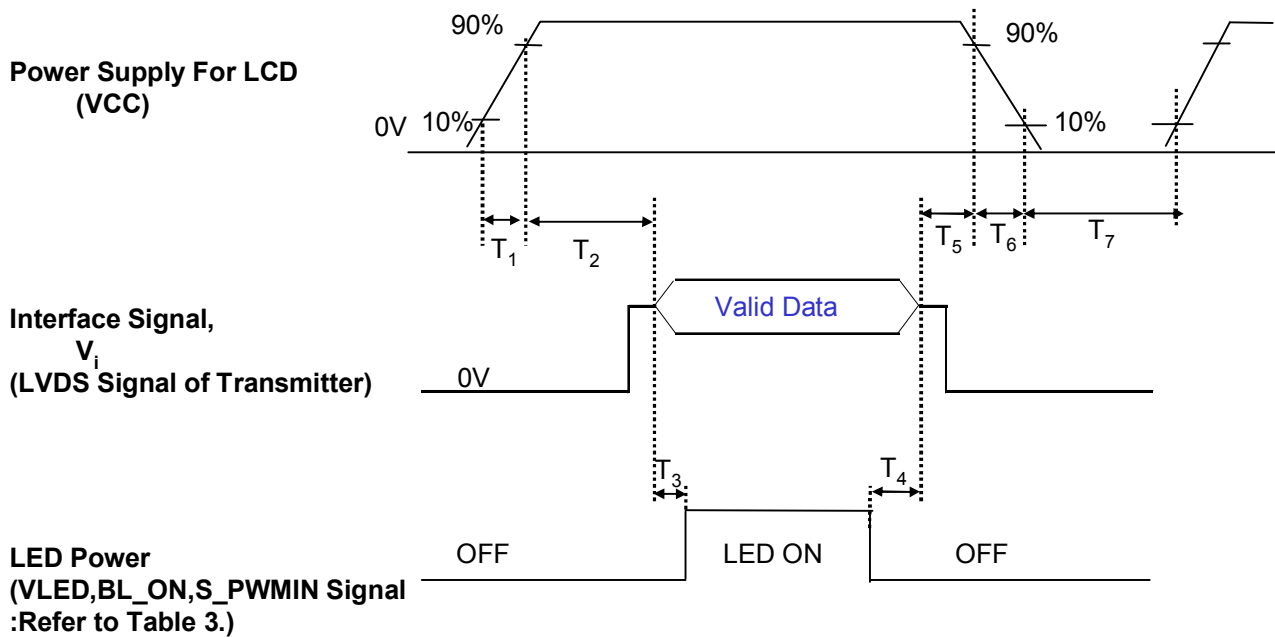 90%
90%
Power Supply For LCD
(VCC)
0V
10%
10%
T1
T2
T5
T6
T7
Valid Data
Interface Signal,
Vi
(LVDS Signal of Transmitter)
0V
T3
T4
LED Power
(VLED,BL_ON,S_PWMIN Signal
:Refer to Table 3.)
OFF
LED ON
OFF